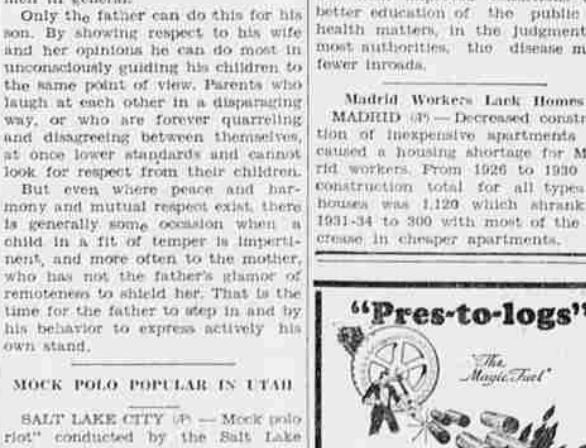 men in general.
Only the father can do this for his
son. By showing respect to his wife
and her opinions he can do most in
unconsciously guiding his children to
the same point of view. Parents who
laugh at each other in a disparaging
way, or who are forever quarreling
and disagreeing between themselves,
at once lower standards and cannot
look for respect from their children.
But even where peace and har-
mony and mutual respect exist, there
is generally some occasion when a
child in a fit of temper is imperti-
nent, and more often to the mother,
who has not the father's glamor of
remoteness to shield her. That is the
time for the father to step in and by
his behavior to express actively his
own stand.
MOCK POLO POPULAR IN UTAH
SALT LAKE CITY (AP) — Mock polo
riot" conducted by the Salt Lake
better education of the public
health matters, in the judgment
most authorities, the disease m
fewer inroads.
Madrid Workers Lack Homes
MADRID (AP) — Decreased constr
tion of inexpensive apartments
caused a housing shortage for M
rid workers. From 1926 to 1930
construction total for all types
houses was 1,120 which shrank
1931-34 to 300 with most of the
crease in cheaper apartments.
"Pres-to-logs"
The
Magic Fuel"